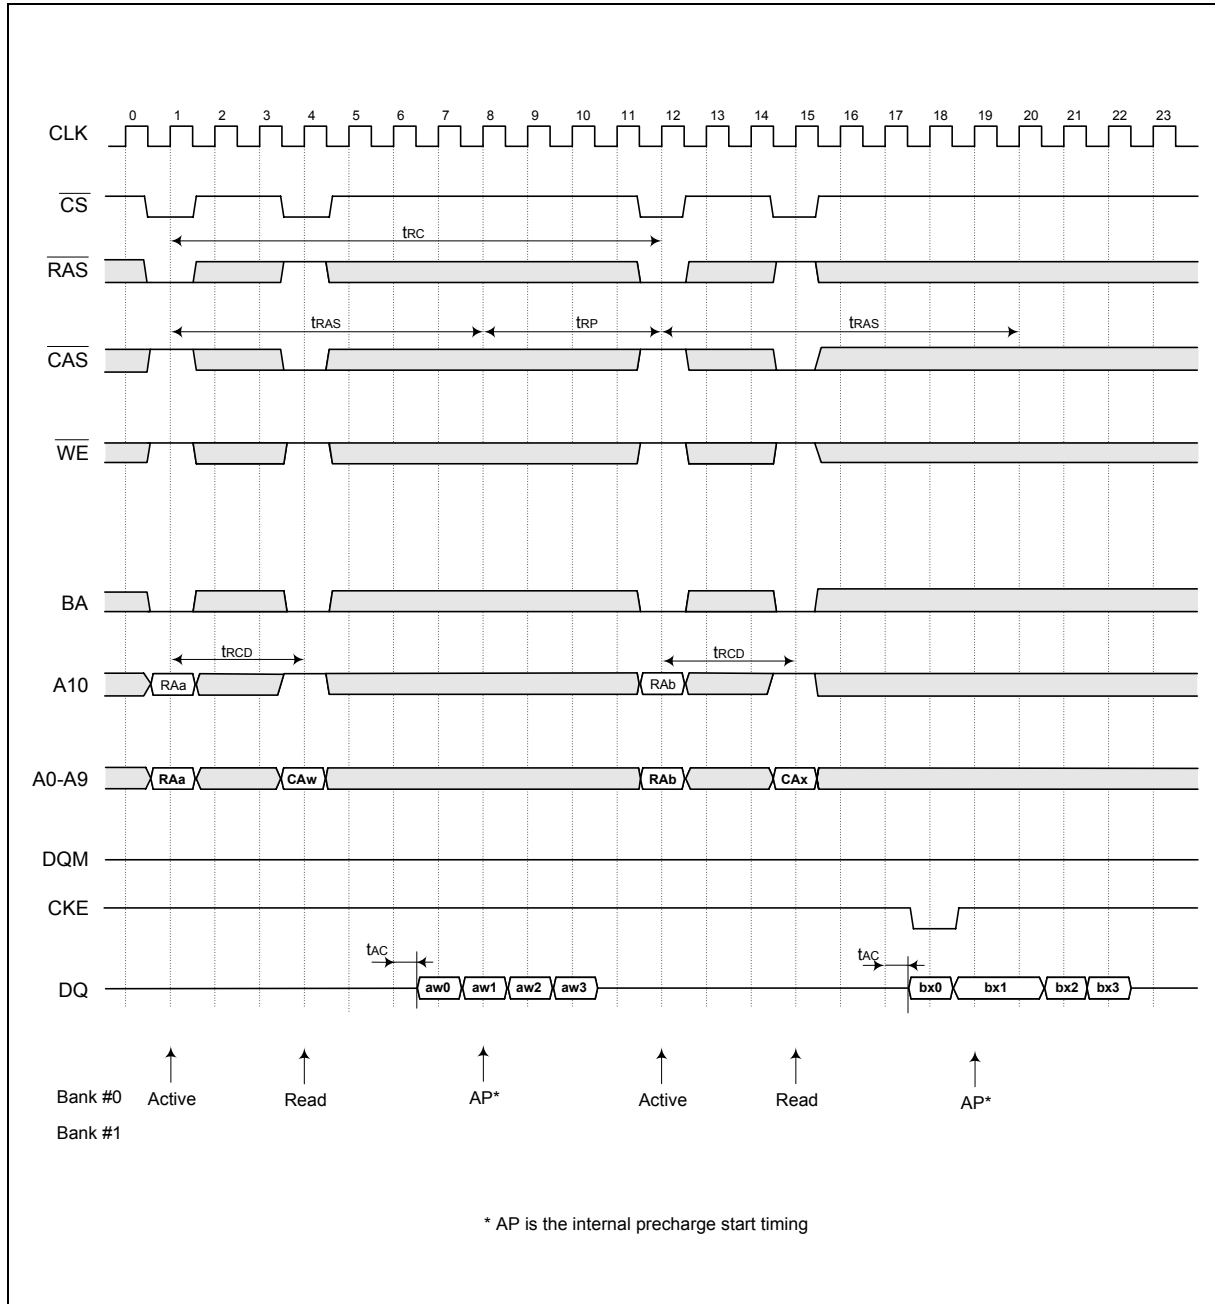 0 1 2 3 4 5 6 7 8 9 10 11 12 13 14 15 16 17 18 19 20 21 22 23
CLK
CS
tRC
RAS
tRAS tRP tRAS
CAS
WE
BA
tRCD tRCD
A10 RAa RAb
A0-A9 RAa CAw RAb CAx
DQM
CKE
tAC tAC
DQ aw0 aw1 aw2 aw3 bx0 bx1 bx2 bx3
Bank #0 Active Read AP* Active Read AP*
Bank #1
* AP is the internal precharge start timing